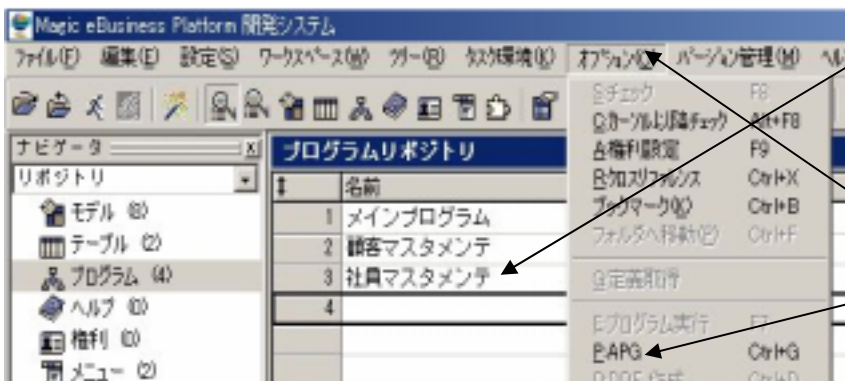 Magic eBusiness Platform 開発システム
ファイル(F) 編集(E) 設定(S) ワークスペース(W) ツリー(R) タスク環境(K) オプション(O) バージョン管理(M) ヘル
ナビゲータ
リポジトリ
モデル (8)
テーブル (2)
プログラム (4)
ヘルプ (0)
権利 (0)
メニュー (2)
プログラムリポジトリ
名前
1 メインプログラム
2 顧客マスタメンテ
3 社員マスタメンテ
4
S:チェック F8
C:カーソル以降チェック Alt+F8
A:権利設定 F9
R:クロスリファレンス Ctrl+X
ブックマーク(K) Ctrl+B
フォルダへ移動(P) Ctrl+F
定義取得
E:プログラム実行 F7
P:APG Ctrl+G
Ctrl+D